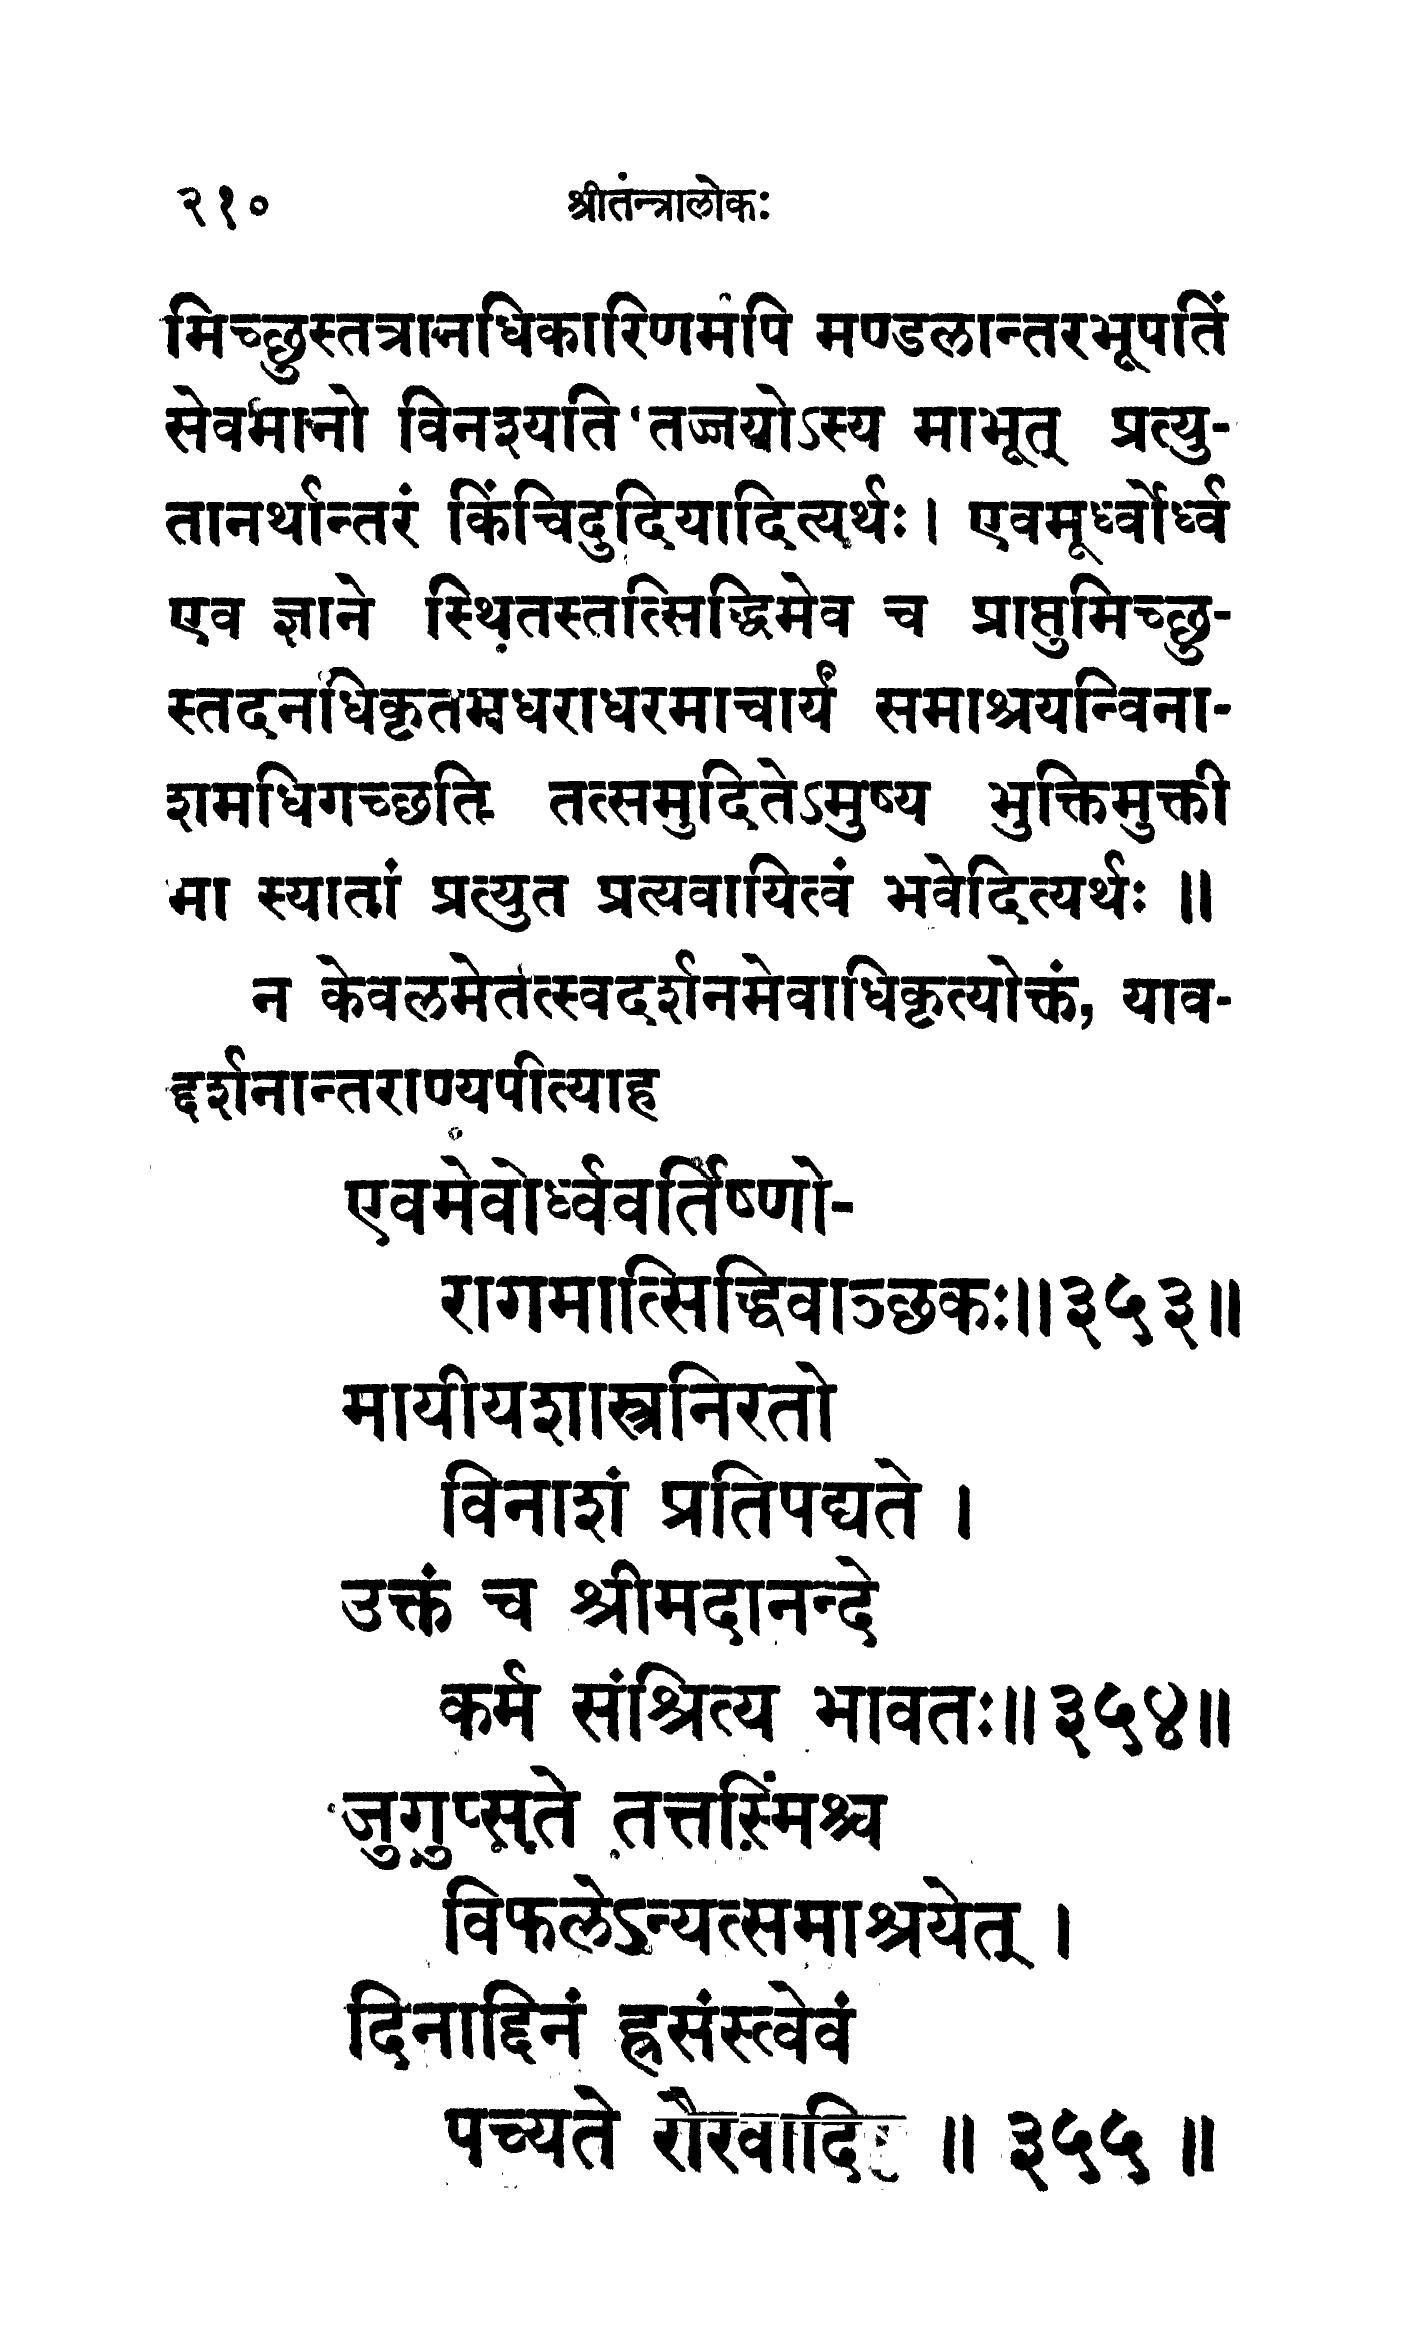 २१० श्रीतंन्त्रालोकः
मिच्छुस्तत्रानधिकारिणमपि मण्डलान्तरभूपतिं
सेवमानो विनश्यति तज्जयोऽस्य माभूत् प्रत्यु-
तानर्थान्तरं किंचिदुदियादित्यर्थः। एवमूर्ध्वोर्ध्व
एव ज्ञाने स्थितस्तत्सिद्धिमेव च प्राप्तुमिच्छु-
स्तदनधिकृतमधराधरमाचार्यं समाश्रयन्विना-
शमधिगच्छति तत्समुदितेऽमुष्य भुक्तिमुक्ती
मा स्यातां प्रत्युत प्रत्यवायित्वं भवेदित्यर्थः ॥
न केवलमेतत्स्वदर्शनमेवाधिकृत्योक्तं, याव-
द्दर्शनान्तराण्यपीत्याह
एवमेवोर्ध्ववर्तिष्णो-
रागमात्सिद्धिवाञ्छकः॥३५३॥
मायीयशास्त्रनिरतो
विनाशं प्रतिपद्यते ।
उक्तं च श्रीमदानन्दे
कर्म संश्रित्य भावतः॥३५४॥
जुगुप्सते तत्तस्मिंश्च
विफलेऽन्यत्समाश्रयेत् ।
दिनाद्दिनं ह्रसंस्त्वेवं
पच्यते ॥ ३५५ ॥